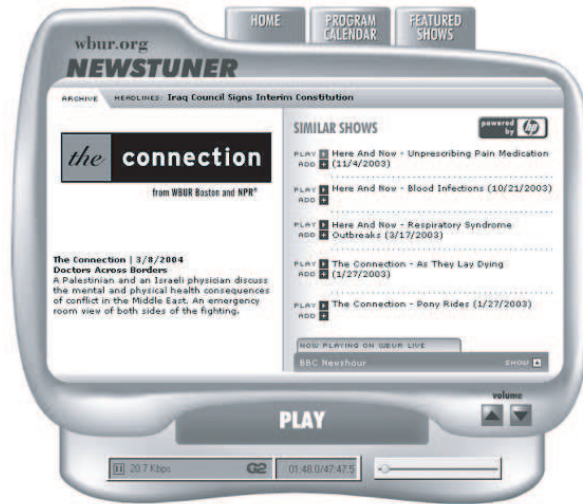 HOME
PROGRAM
CALENDAR
FEATURED
SHOWS
wbur.org
NEWSTUNER
ARCHIVE HEADLINES: Iraq Council Signs Interim Constitution
the connection
from WBUR Boston and NPR®
The Connection | 3/8/2004
Doctors Across Borders
A Palestinian and an Israeli physician discuss
the mental and physical health consequences
of conflict in the Middle East. An emergency
room view of both sides of the fighting.
SIMILAR SHOWS
powered
by hp
PLAY Here And Now - Unprescribing Pain Medication
ADD (11/4/2003)
PLAY Here And Now - Blood Infections (10/21/2003)
ADD
PLAY Here And Now - Respiratory Syndrome
ADD Outbreaks (3/17/2003)
PLAY The Connection - As They Lay Dying
ADD (1/27/2003)
PLAY The Connection - Pony Rides (1/27/2003)
ADD
NOW PLAYING ON WBUR LIVE
BBC Newshour SHOW
volume
PLAY
20.7 Kbps G2 01:48.0/47:47.5